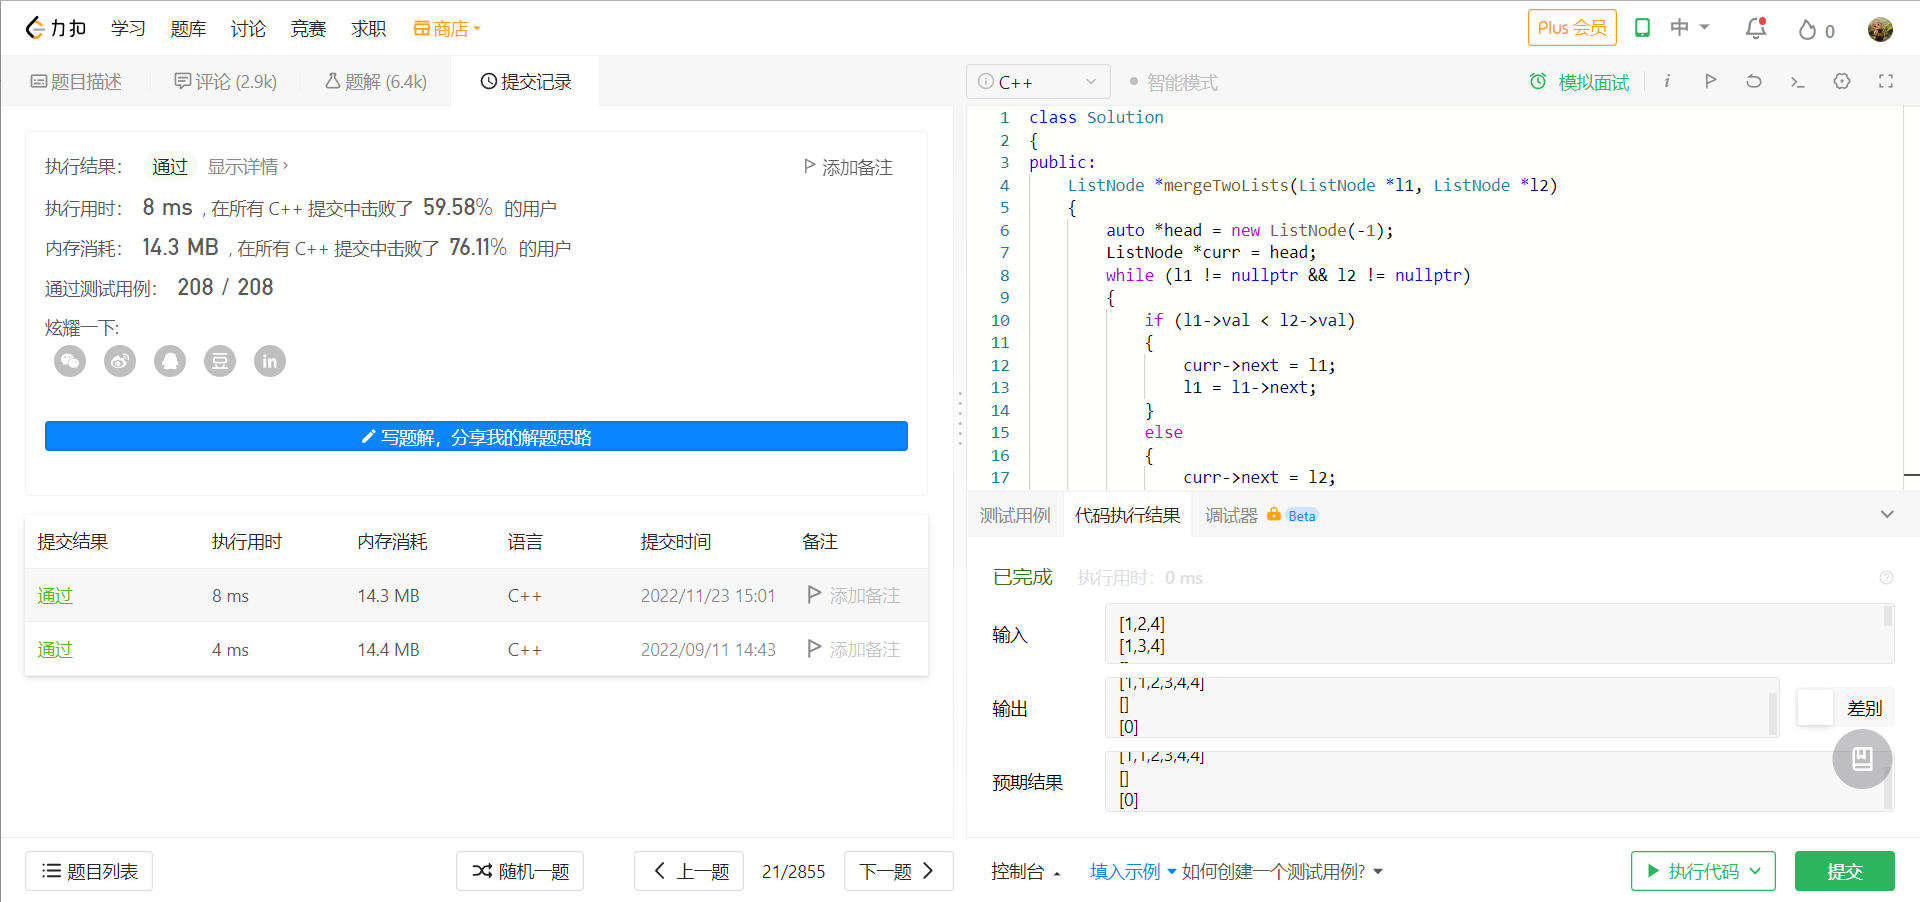 力扣 学习 题库 讨论 竞赛 求职 商店 Plus 会员 中 0
题目描述 评论 (2.9k) 题解 (6.4k) 提交记录
执行结果： 通过 显示详情 添加备注
执行用时： 8 ms , 在所有 C++ 提交中击败了 59.58% 的用户
内存消耗： 14.3 MB , 在所有 C++ 提交中击败了 76.11% 的用户
通过测试用例： 208 / 208
炫耀一下:
豆 in
写题解，分享我的解题思路
提交结果 执行用时 内存消耗 语言 提交时间 备注
通过 8 ms 14.3 MB C++ 2022/11/23 15:01 添加备注
通过 4 ms 14.4 MB C++ 2022/09/11 14:43 添加备注
题目列表 随机一题 上一题 21/2855 下一题
C++ 智能模式 模拟面试
1 class Solution
2 {
3 public:
4 ListNode *mergeTwoLists(ListNode *l1, ListNode *l2)
5 {
6 auto *head = new ListNode(-1);
7 ListNode *curr = head;
8 while (l1 != nullptr && l2 != nullptr)
9 {
10 if (l1->val < l2->val)
11 {
12 curr->next = l1;
13 l1 = l1->next;
14 }
15 else
16 {
17 curr->next = l2;
测试用例 代码执行结果 调试器 Beta
已完成 执行用时：0 ms
输入
[1,2,4]
[1,3,4]
输出
[1,1,2,3,4,4]
[]
[0]
差别
预期结果
[1,1,2,3,4,4]
[]
[0]
控制台 填入示例 如何创建一个测试用例? 执行代码 提交